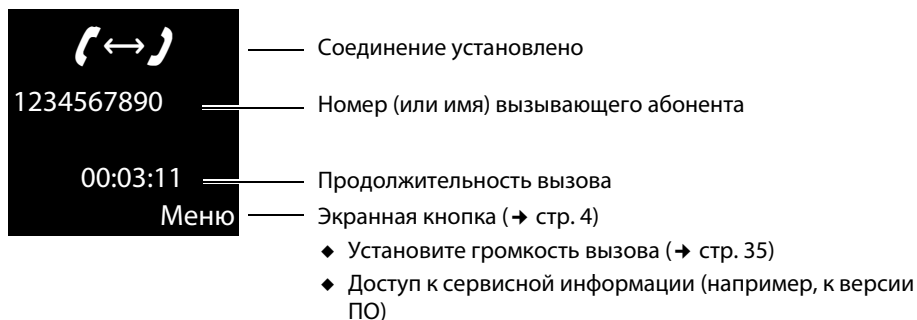 Соединение установлено
1234567890 Номер (или имя) вызывающего абонента
00:03:11 Продолжительность вызова
Меню Экранная кнопка (➔ стр. 4)
◆ Установите громкость вызова (➔ стр. 35)
◆ Доступ к сервисной информации (например, к версии
ПО)